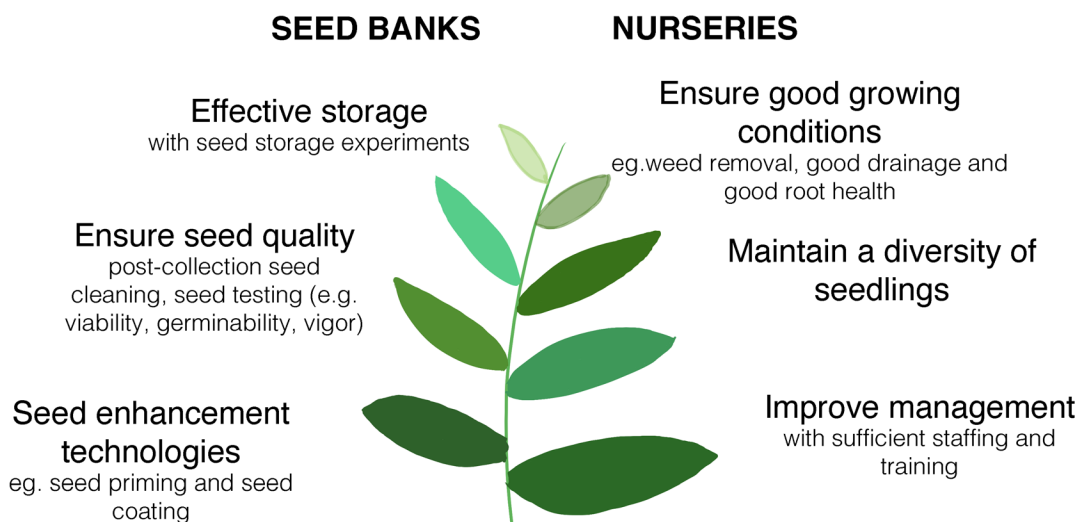 SEED BANKS
Effective storage
with seed storage experiments
Ensure seed quality
post-collection seed
cleaning, seed testing (e.g.
viability, germinability, vigor)
Seed enhancement
technologies
eg. seed priming and seed
coating
NURSERIES
Ensure good growing
conditions
eg.weed removal, good drainage and
good root health
Maintain a diversity of
seedlings
Improve management
with sufficient staffing and
training